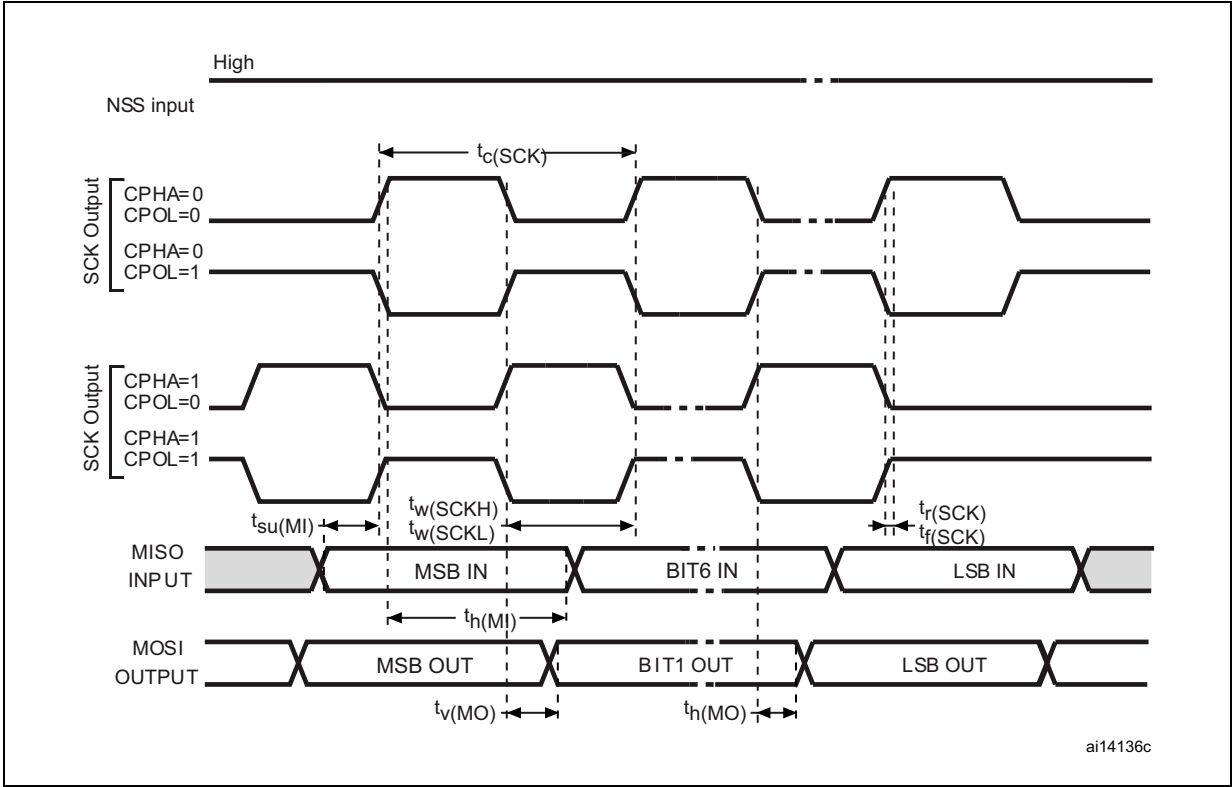 High
NSS input
tc(SCK)
SCK Output
CPHA=0
CPOL=0
CPHA=0
CPOL=1
SCK Output
CPHA=1
CPOL=0
CPHA=1
CPOL=1
tsu(MI)
tw(SCKH)
tw(SCKL)
tr(SCK)
tf(SCK)
MISO
INPUT
MSB IN
BIT6 IN
LSB IN
th(MI)
MOSI
OUTPUT
MSB OUT
BIT1 OUT
LSB OUT
tv(MO)
th(MO)
ai14136c